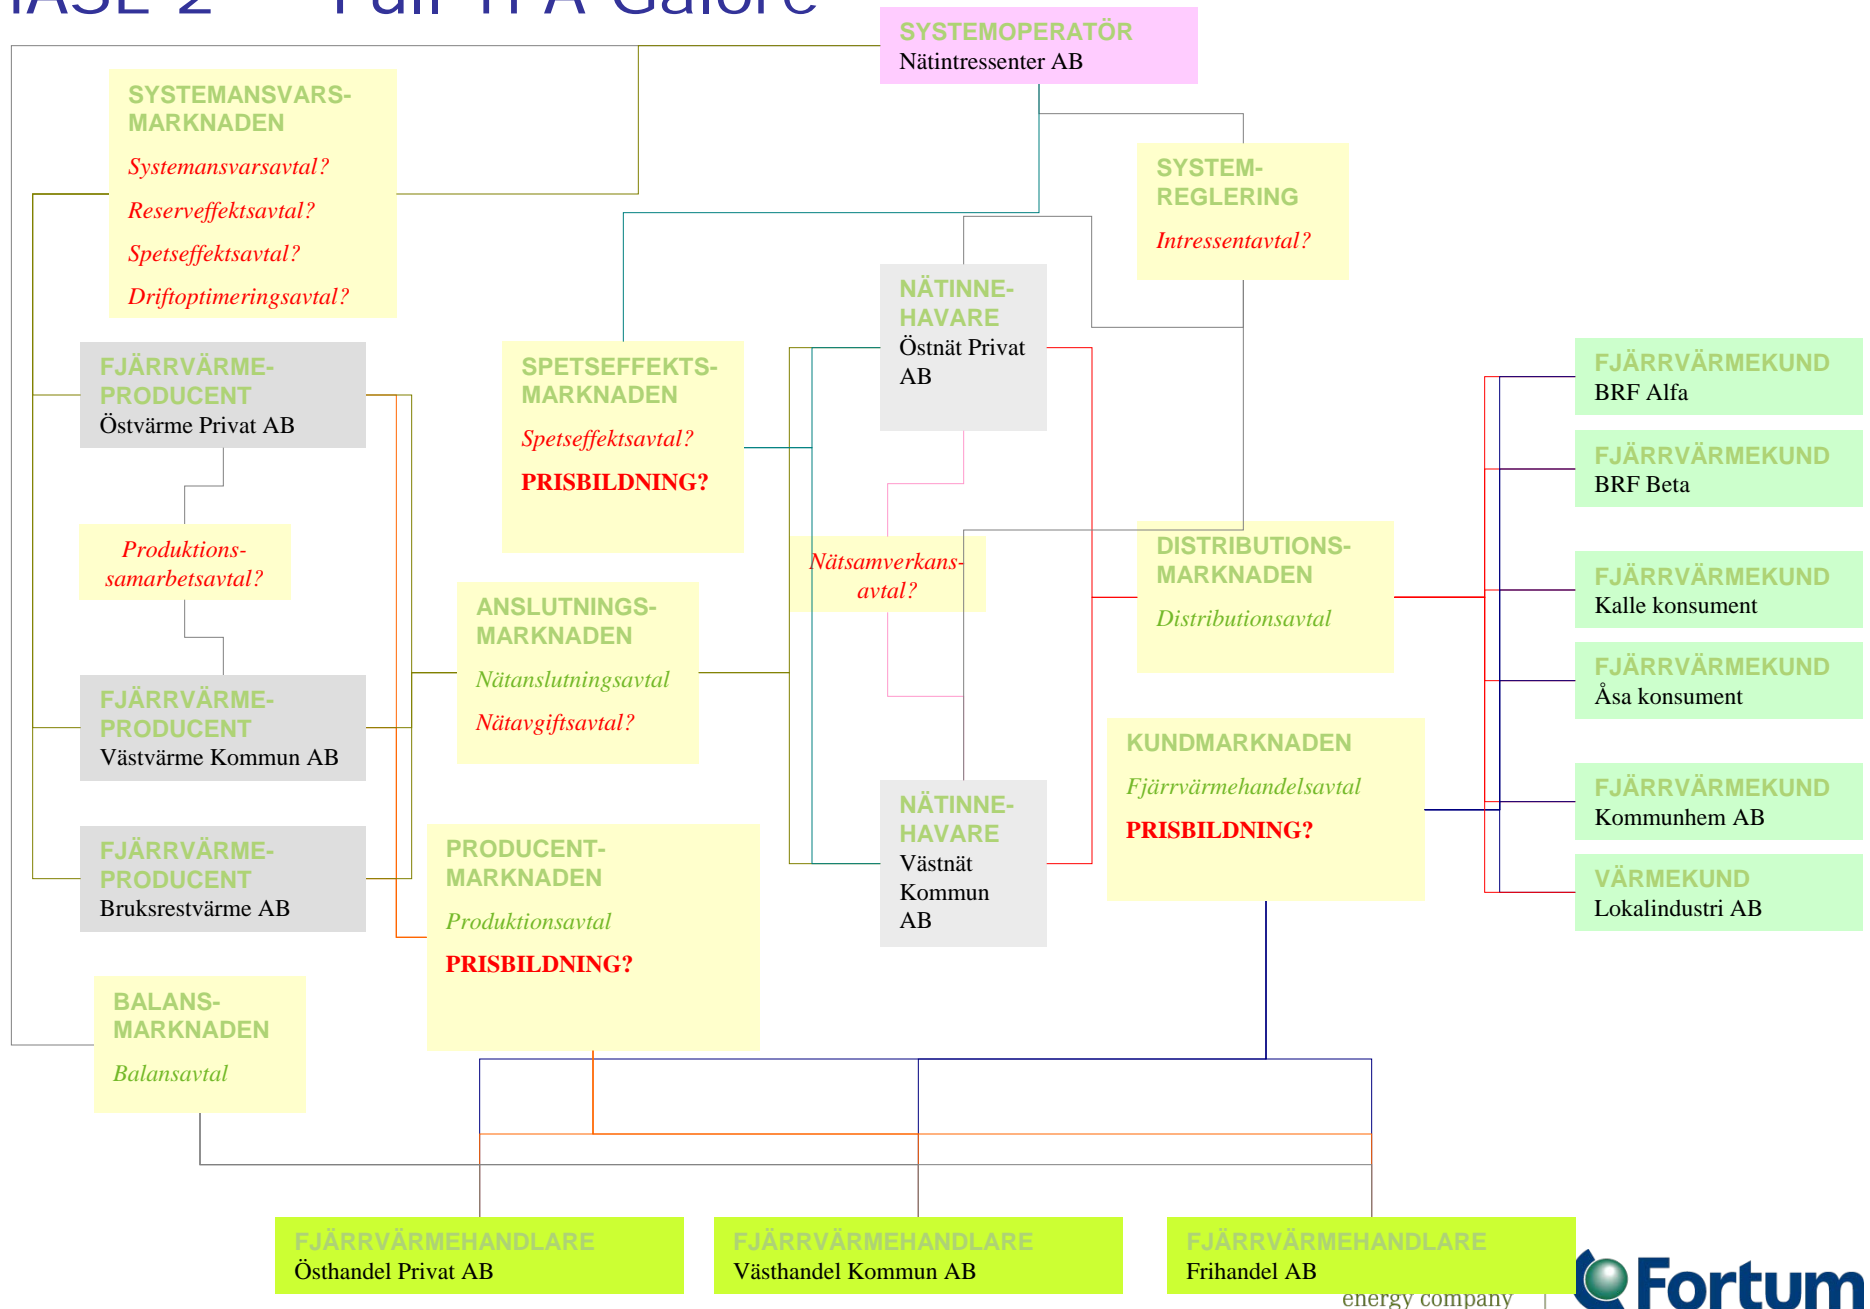 Full TPA Galore
SYSTEMOPERATÖR
Nätintressenter AB
SYSTEMANSVARS-
MARKNADEN
Systemansvarsavtal?
Reserveffektsavtal?
Spetseffektsavtal?
Driftoptimeringsavtal?
SYSTEM-
REGLERING
Intressentavtal?
NÄTINNE-
HAVARE
Östnät Privat
AB
FJÄRRVÄRME-
PRODUCENT
Östvärme Privat AB
SPETSEFFEKTS-
MARKNADEN
Spetseffektsavtal?
PRISBILDNING?
FJÄRRVÄRMEKUND
BRF Alfa
FJÄRRVÄRMEKUND
BRF Beta
Produktions-
samarbetsavtal?
Nätsamverkans-
avtal?
DISTRIBUTIONS-
MARKNADEN
Distributionsavtal
FJÄRRVÄRMEKUND
Kalle konsument
ANSLUTNINGS-
MARKNADEN
Nätanslutningsavtal
Nätavgiftsavtal?
FJÄRRVÄRMEKUND
Åsa konsument
FJÄRRVÄRME-
PRODUCENT
Västvärme Kommun AB
KUNDMARKNADEN
Fjärrvärmehandelsavtal
PRISBILDNING?
FJÄRRVÄRMEKUND
Kommunhem AB
NÄTINNE-
HAVARE
Västnät
Kommun
AB
FJÄRRVÄRME-
PRODUCENT
Bruksrestvärme AB
PRODUCENT-
MARKNADEN
Produktionsavtal
PRISBILDNING?
VÄRMEKUND
Lokalindustri AB
BALANS-
MARKNADEN
Balansavtal
FJÄRRVÄRMEHANDLARE
Östhandel Privat AB
FJÄRRVÄRMEHANDLARE
Västhandel Kommun AB
FJÄRRVÄRMEHANDLARE
Frihandel AB
energy company
Fortum